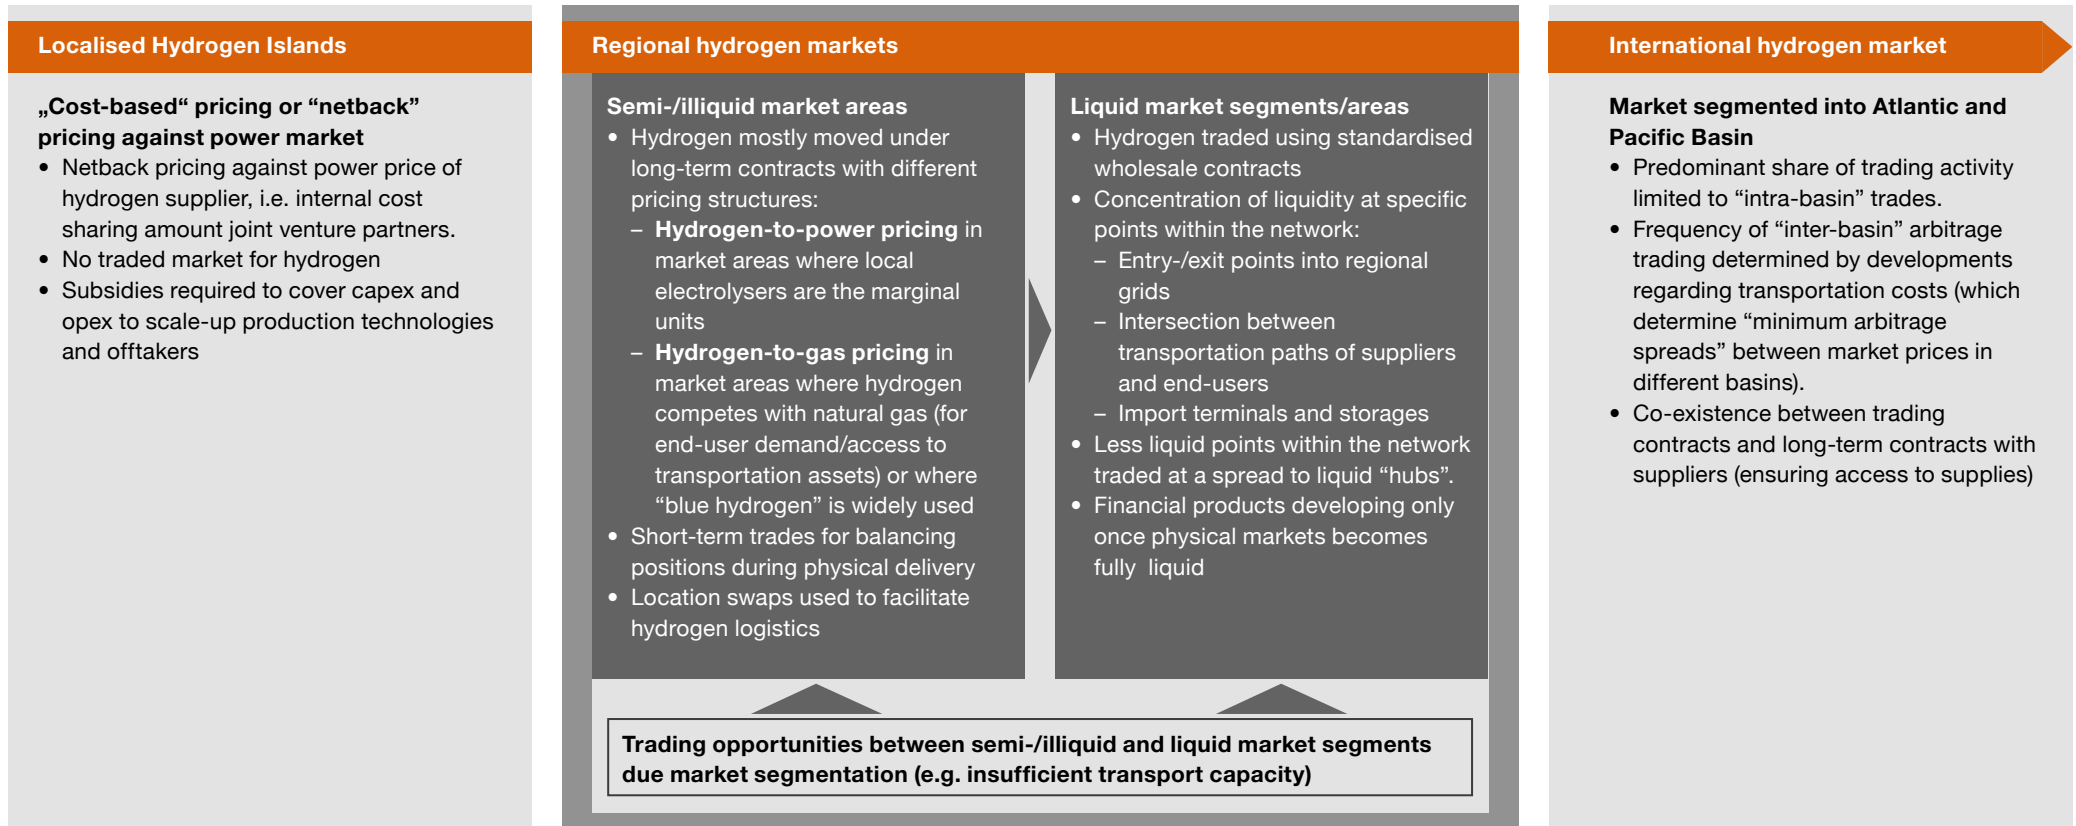 Localised Hydrogen Islands
„Cost-based“ pricing or “netback”
pricing against power market
• Netback pricing against power price of
hydrogen supplier, i.e. internal cost
sharing amount joint venture partners.
• No traded market for hydrogen
• Subsidies required to cover capex and
opex to scale-up production technologies
and offtakers
Regional hydrogen markets
Semi-/illiquid market areas
• Hydrogen mostly moved under
long-term contracts with different
pricing structures:
– Hydrogen-to-power pricing in
market areas where local
electrolysers are the marginal
units
– Hydrogen-to-gas pricing in
market areas where hydrogen
competes with natural gas (for
end-user demand/access to
transportation assets) or where
“blue hydrogen” is widely used
• Short-term trades for balancing
positions during physical delivery
• Location swaps used to facilitate
hydrogen logistics
Liquid market segments/areas
• Hydrogen traded using standardised
wholesale contracts
• Concentration of liquidity at specific
points within the network:
– Entry-/exit points into regional
grids
– Intersection between
transportation paths of suppliers
and end-users
– Import terminals and storages
• Less liquid points within the network
traded at a spread to liquid “hubs”.
• Financial products developing only
once physical markets becomes
fully  liquid
Trading opportunities between semi-/illiquid and liquid market segments
due market segmentation (e.g. insufficient transport capacity)
International hydrogen market
Market segmented into Atlantic and
Pacific Basin
• Predominant share of trading activity
limited to “intra-basin” trades.
• Frequency of “inter-basin” arbitrage
trading determined by developments
regarding transportation costs (which
determine “minimum arbitrage
spreads” between market prices in
different basins).
• Co-existence between trading
contracts and long-term contracts with
suppliers (ensuring access to supplies)